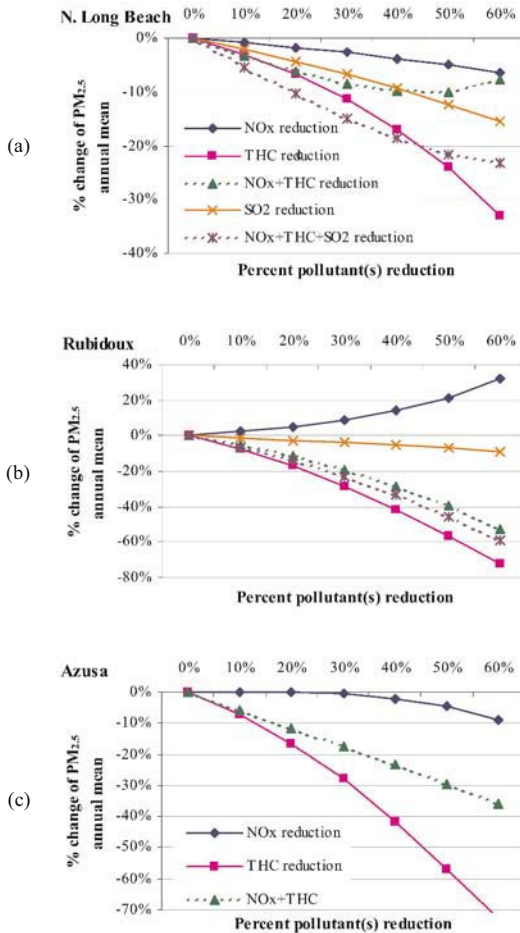 N. Long Beach
0% 10% 20% 30% 40% 50% 60%
(a)
% change of PM2.5
annual mean
0%
-10%
-20%
-30%
-40%
NOx reduction
THC reduction
NOx+THC reduction
SO2 reduction
NOx+THC+SO2 reduction
Percent pollutant(s) reduction
Rubidoux
0% 10% 20% 30% 40% 50% 60%
(b)
% change of PM2.5
annual mean
40%
20%
0%
-20%
-40%
-60%
-80%
Percent pollutant(s) reduction
Azusa
0% 10% 20% 30% 40% 50% 60%
(c)
% change of PM2.5
annual mean
0%
-10%
-20%
-30%
-40%
-50%
-60%
-70%
NOx reduction
THC reduction
NOx+THC
Percent pollutant(s) reduction